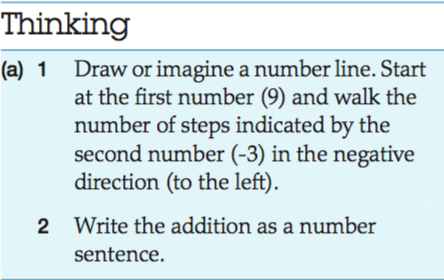 Thinking
(a) 1 Draw or imagine a number line. Start
at the first number (9) and walk the
number of steps indicated by the
second number (-3) in the negative
direction (to the left).
2 Write the addition as a number
sentence.